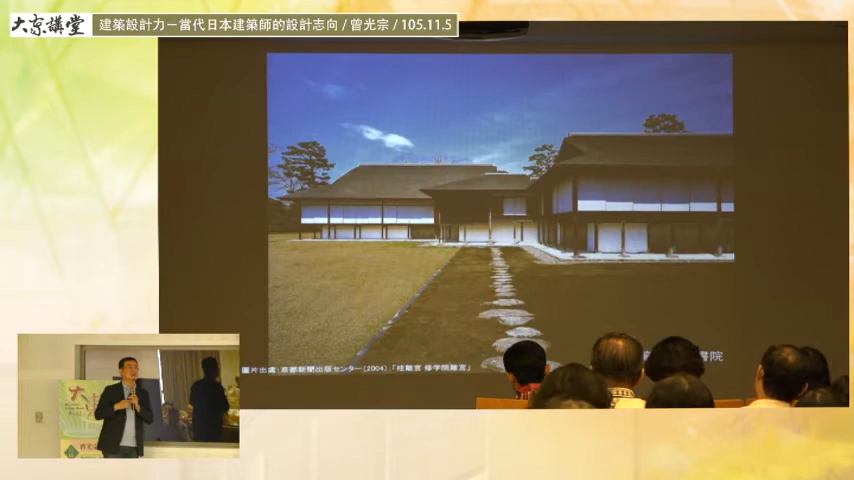 大京講堂 建築設計力－當代日本建築師的設計志向 / 曾光宗 / 105.11.5
圖片出處：京都新聞出版センター(2004)：「桂離宮 修学院離宮」
書院